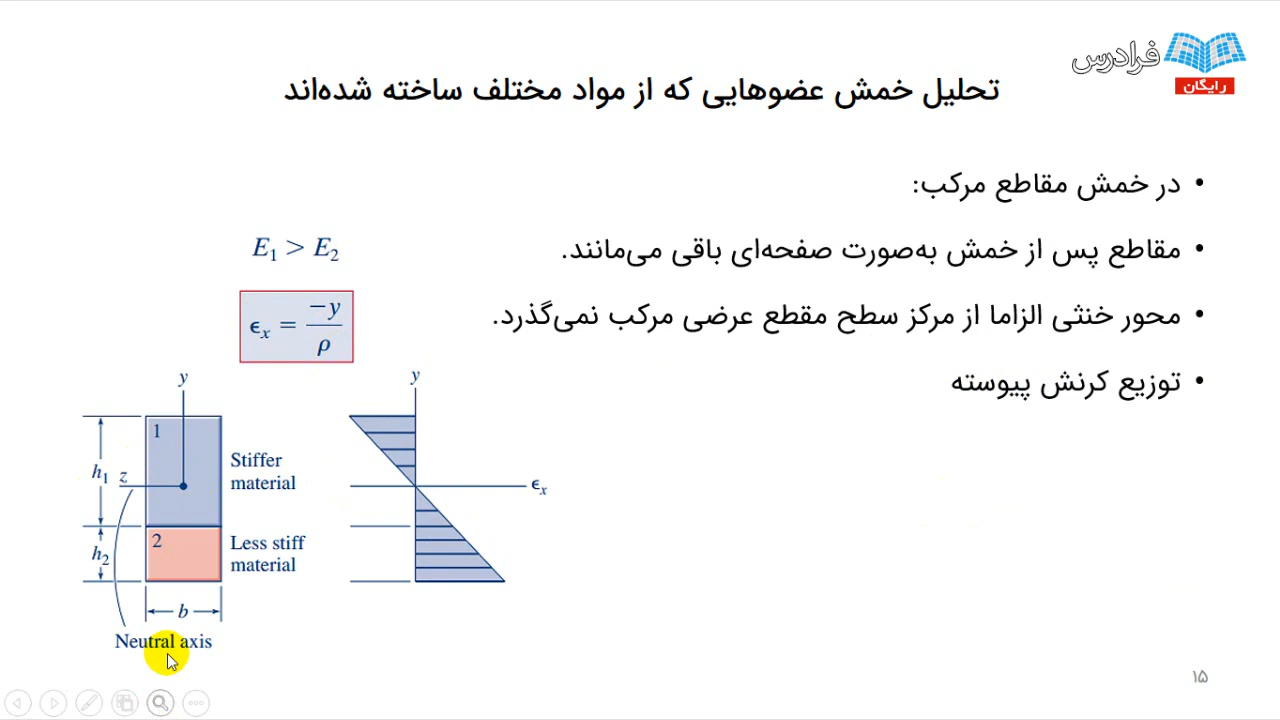 فرادرس
رایگان
تحلیل خمش عضوهایی که از مواد مختلف ساخته شده‌اند
• در خمش مقاطع مرکب:
• مقاطع پس از خمش به‌صورت صفحه‌ای باقی می‌مانند.
• محور خنثی الزاما از مرکز سطح مقطع عرضی مرکب نمی‌گذرد.
• توزیع کرنش پیوسته
E₁ > E₂
ϵₓ = −y/ρ
y
1
h₁
z
Stiffer
material
2
h₂
Less stiff
material
b
Neutral axis
y
ϵₓ
۱۵